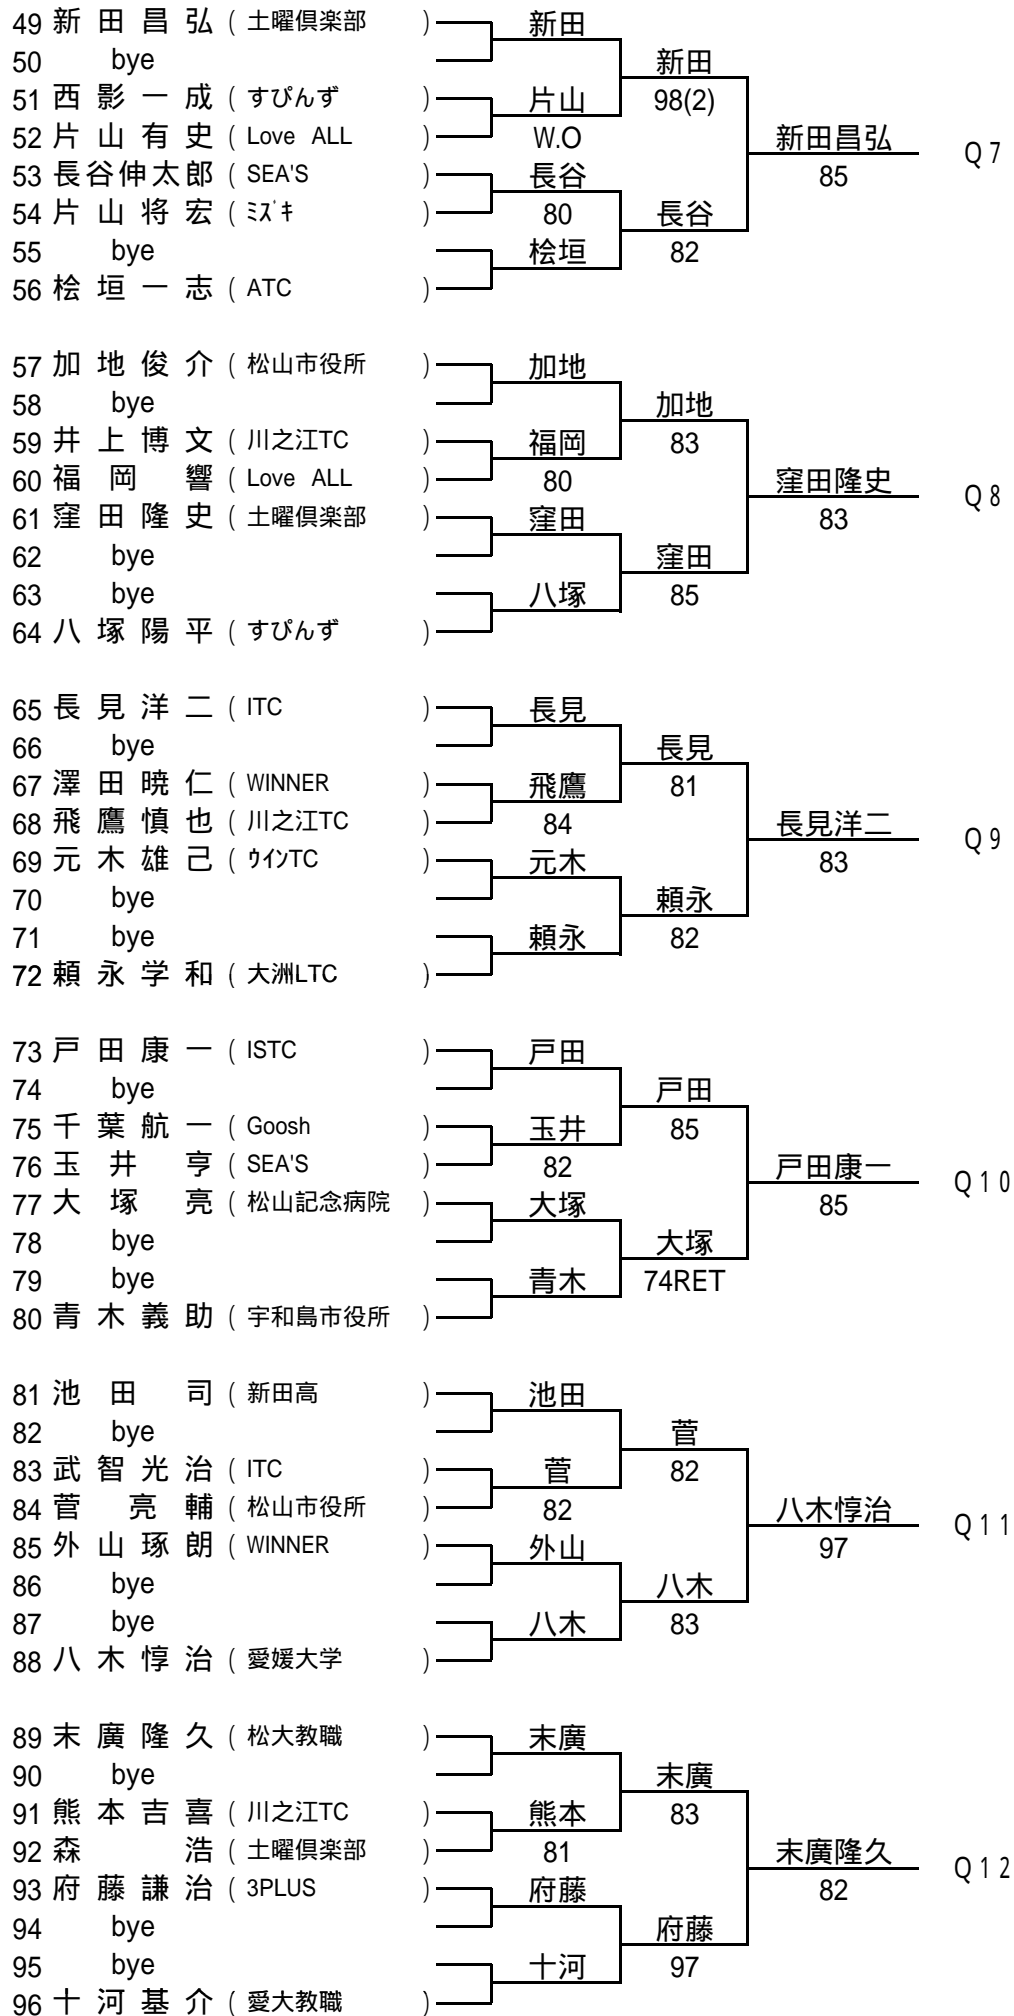 49 新田昌弘 ( 土曜倶楽部 ) 新田
50 bye 新田
51 西影一成 ( すぴんず ) 片山 98(2)
52 片山有史 ( Love ALL ) W.O 新田昌弘 Q7
53 長谷伸太郎 ( SEA'S ) 長谷 85
54 片山将宏 ( ﾐｽﾞｷ ) 80 長谷
55 bye 桧垣 82
56 桧垣一志 ( ATC )
57 加地俊介 ( 松山市役所 ) 加地
58 bye 加地
59 井上博文 ( 川之江TC ) 福岡 83
60 福岡響 ( Love ALL ) 80 窪田隆史 Q8
61 窪田隆史 ( 土曜倶楽部 ) 窪田 83
62 bye 窪田
63 bye 八塚 85
64 八塚陽平 ( すぴんず )
65 長見洋二 ( ITC ) 長見
66 bye 長見
67 澤田暁仁 ( WINNER ) 飛鷹 81
68 飛鷹慎也 ( 川之江TC ) 84 長見洋二 Q9
69 元木雄己 ( ｳインTC ) 元木 83
70 bye 頼永
71 bye 頼永 82
72 頼永学和 ( 大洲LTC )
73 戸田康一 ( ISTC ) 戸田
74 bye 戸田
75 千葉航一 ( Goosh ) 玉井 85
76 玉井亨 ( SEA'S ) 82 戸田康一 Q10
77 大塚亮 ( 松山記念病院 ) 大塚 85
78 bye 大塚
79 bye 青木 74RET
80 青木義助 ( 宇和島市役所 )
81 池田司 ( 新田高 ) 池田
82 bye 菅
83 武智光治 ( ITC ) 菅 82
84 菅亮輔 ( 松山市役所 ) 82 八木惇治 Q11
85 外山琢朗 ( WINNER ) 外山 97
86 bye 八木
87 bye 八木 83
88 八木惇治 ( 愛媛大学 )
89 末廣隆久 ( 松大教職 ) 末廣
90 bye 末廣
91 熊本吉喜 ( 川之江TC ) 熊本 83
92 森浩 ( 土曜倶楽部 ) 81 末廣隆久 Q12
93 府藤謙治 ( 3PLUS ) 府藤 82
94 bye 府藤
95 bye 十河 97
96 十河基介 ( 愛大教職 )